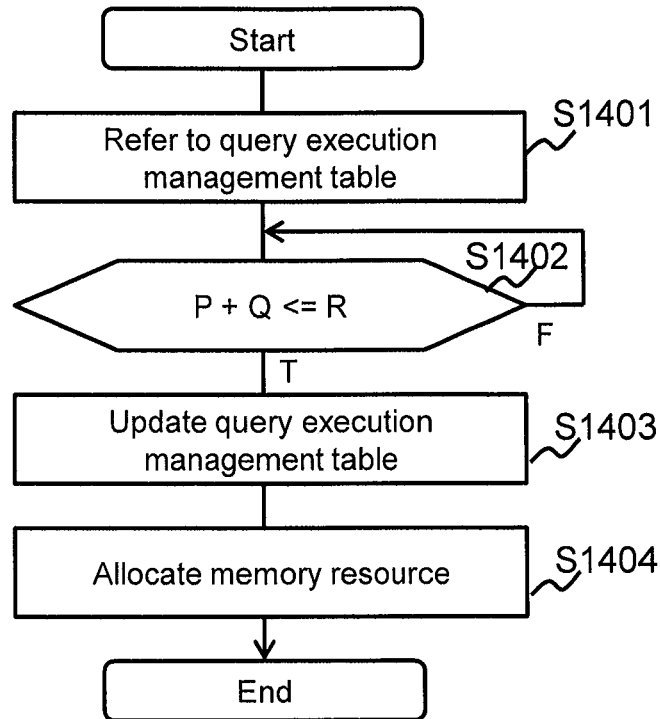 Start
S1401
Refer to query execution
management table
S1402
P + Q <= R
F
T
Update query execution
management table
S1403
Allocate memory resource
S1404
End